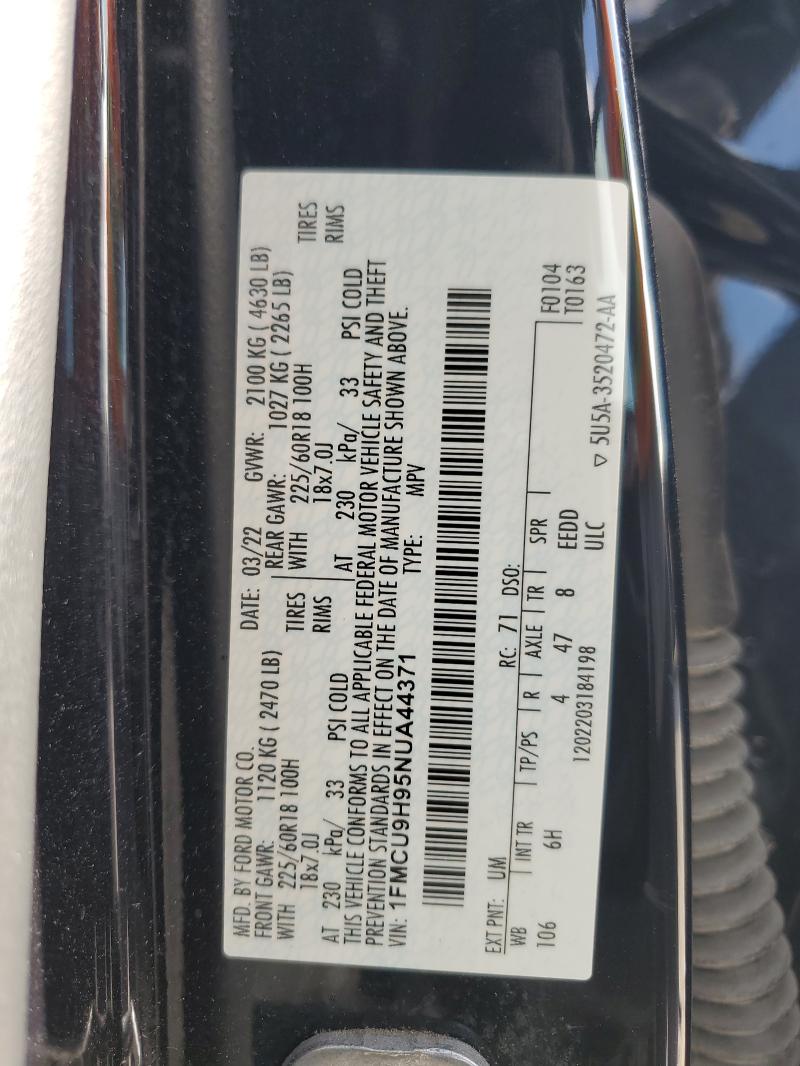 MFD. BY FORD MOTOR CO.
DATE: 03/22 GVWR: 2100 KG ( 4630 LB)
FRONT GAWR: 1120 KG ( 2470 LB) REAR GAWR: 1027 KG ( 2265 LB)
WITH 225/60R18 100H TIRES WITH 225/60R18 100H TIRES
18x7.0J RIMS 18x7.0J RIMS
AT 230 kPa/ 33 PSI COLD AT 230 kPa/ 33 PSI COLD
THIS VEHICLE CONFORMS TO ALL APPLICABLE FEDERAL MOTOR VEHICLE SAFETY AND THEFT
PREVENTION STANDARDS IN EFFECT ON THE DATE OF MANUFACTURE SHOWN ABOVE.
VIN: 1FMCU9H95NUA44371 TYPE: MPV
EXT PNT: UM RC: 71 DSO:
WB INT TR TP/PS R AXLE TR SPR F0104
106 6H 4 47 8 EEDD T0163
1202203184198 ULC ▽ 5U5A-3520472-AA